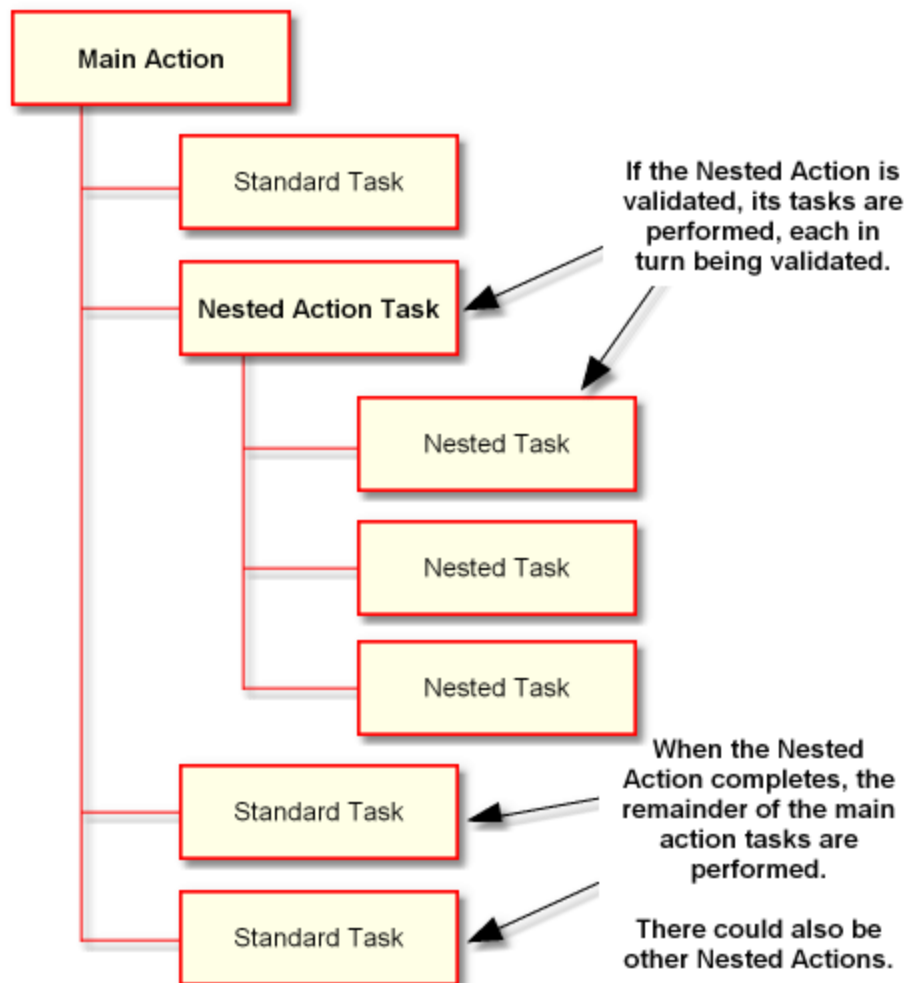 Main Action
Standard Task
If the Nested Action is
validated, its tasks are
performed, each in
turn being validated.
Nested Action Task
Nested Task
Nested Task
Nested Task
When the Nested
Action completes, the
remainder of the main
action tasks are
performed.
Standard Task
Standard Task
There could also be
other Nested Actions.